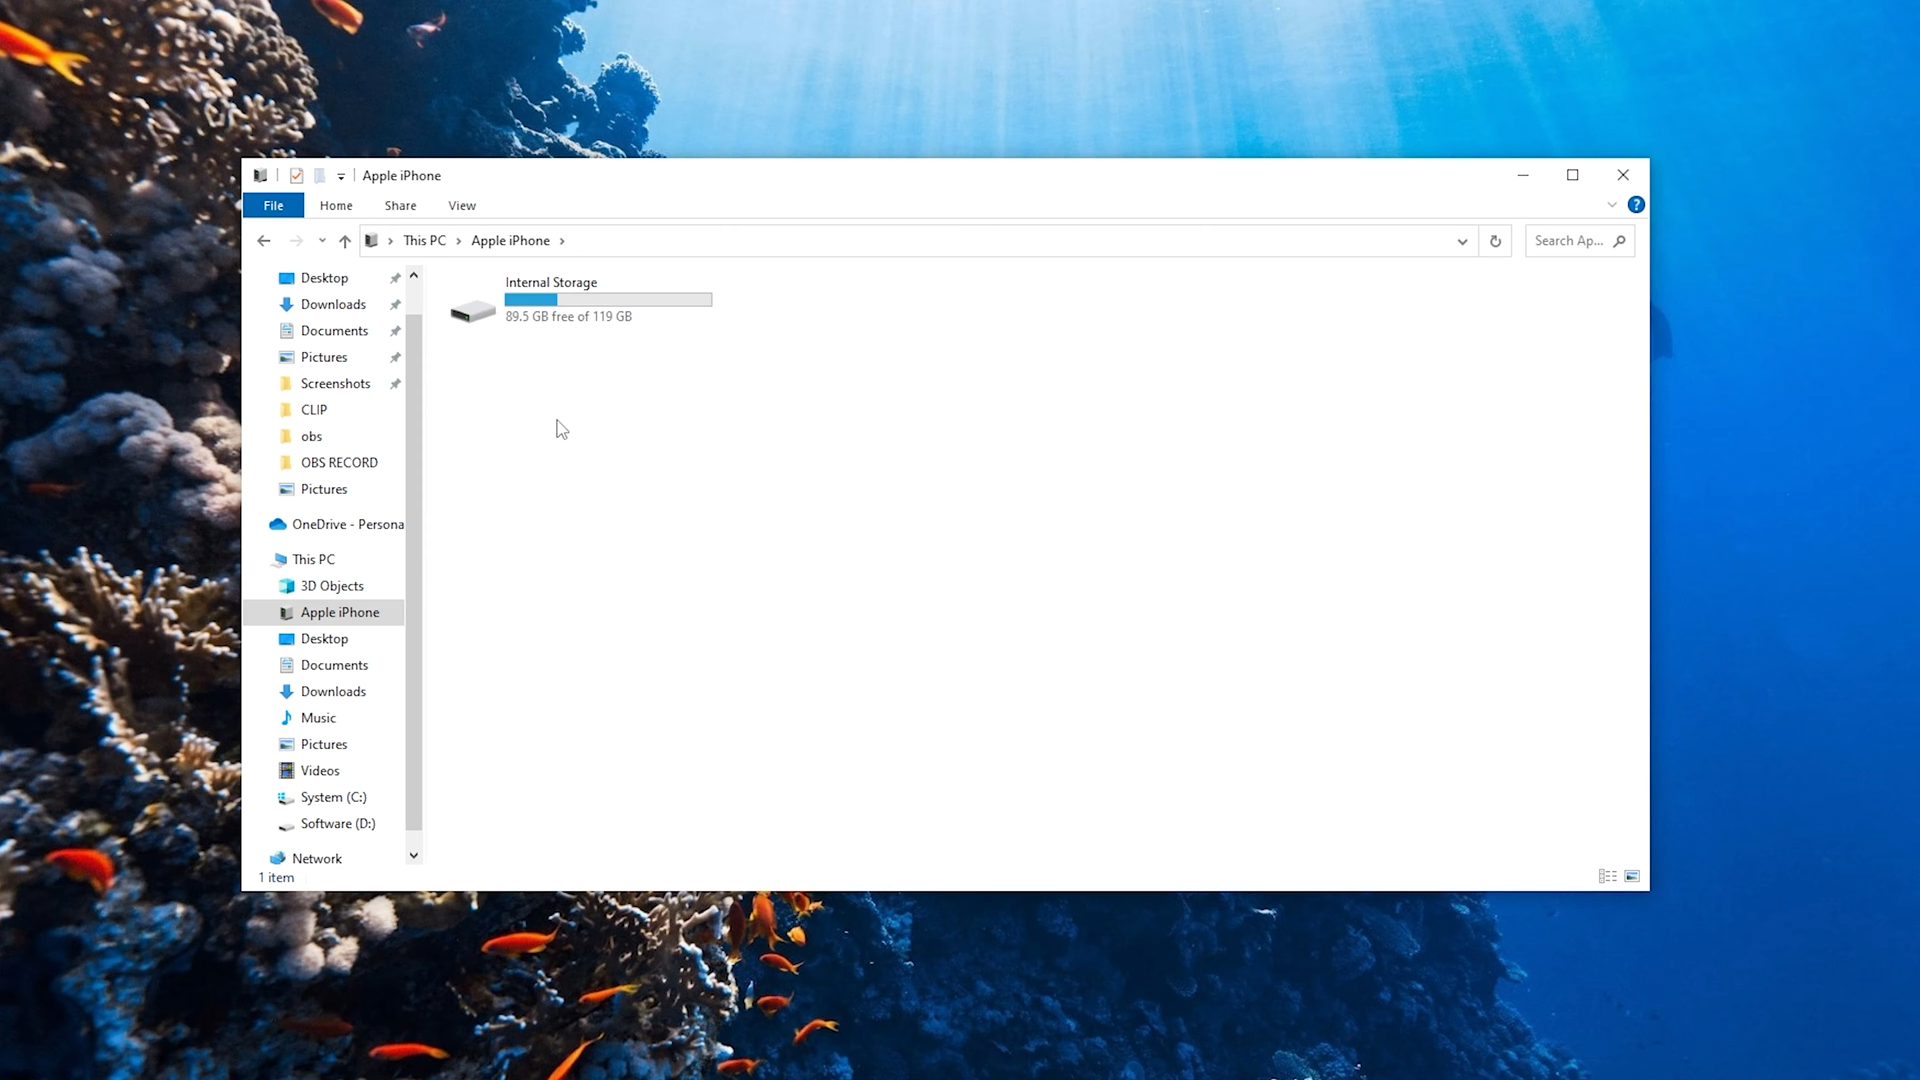 Apple iPhone
File Home Share View
This PC Apple iPhone
Search Ap...
Desktop
Downloads
Documents
Pictures
Screenshots
CLIP
obs
OBS RECORD
Pictures
OneDrive - Persona
This PC
3D Objects
Apple iPhone
Desktop
Documents
Downloads
Music
Pictures
Videos
System (C:)
Software (D:)
Network
Internal Storage
89.5 GB free of 119 GB
1 item